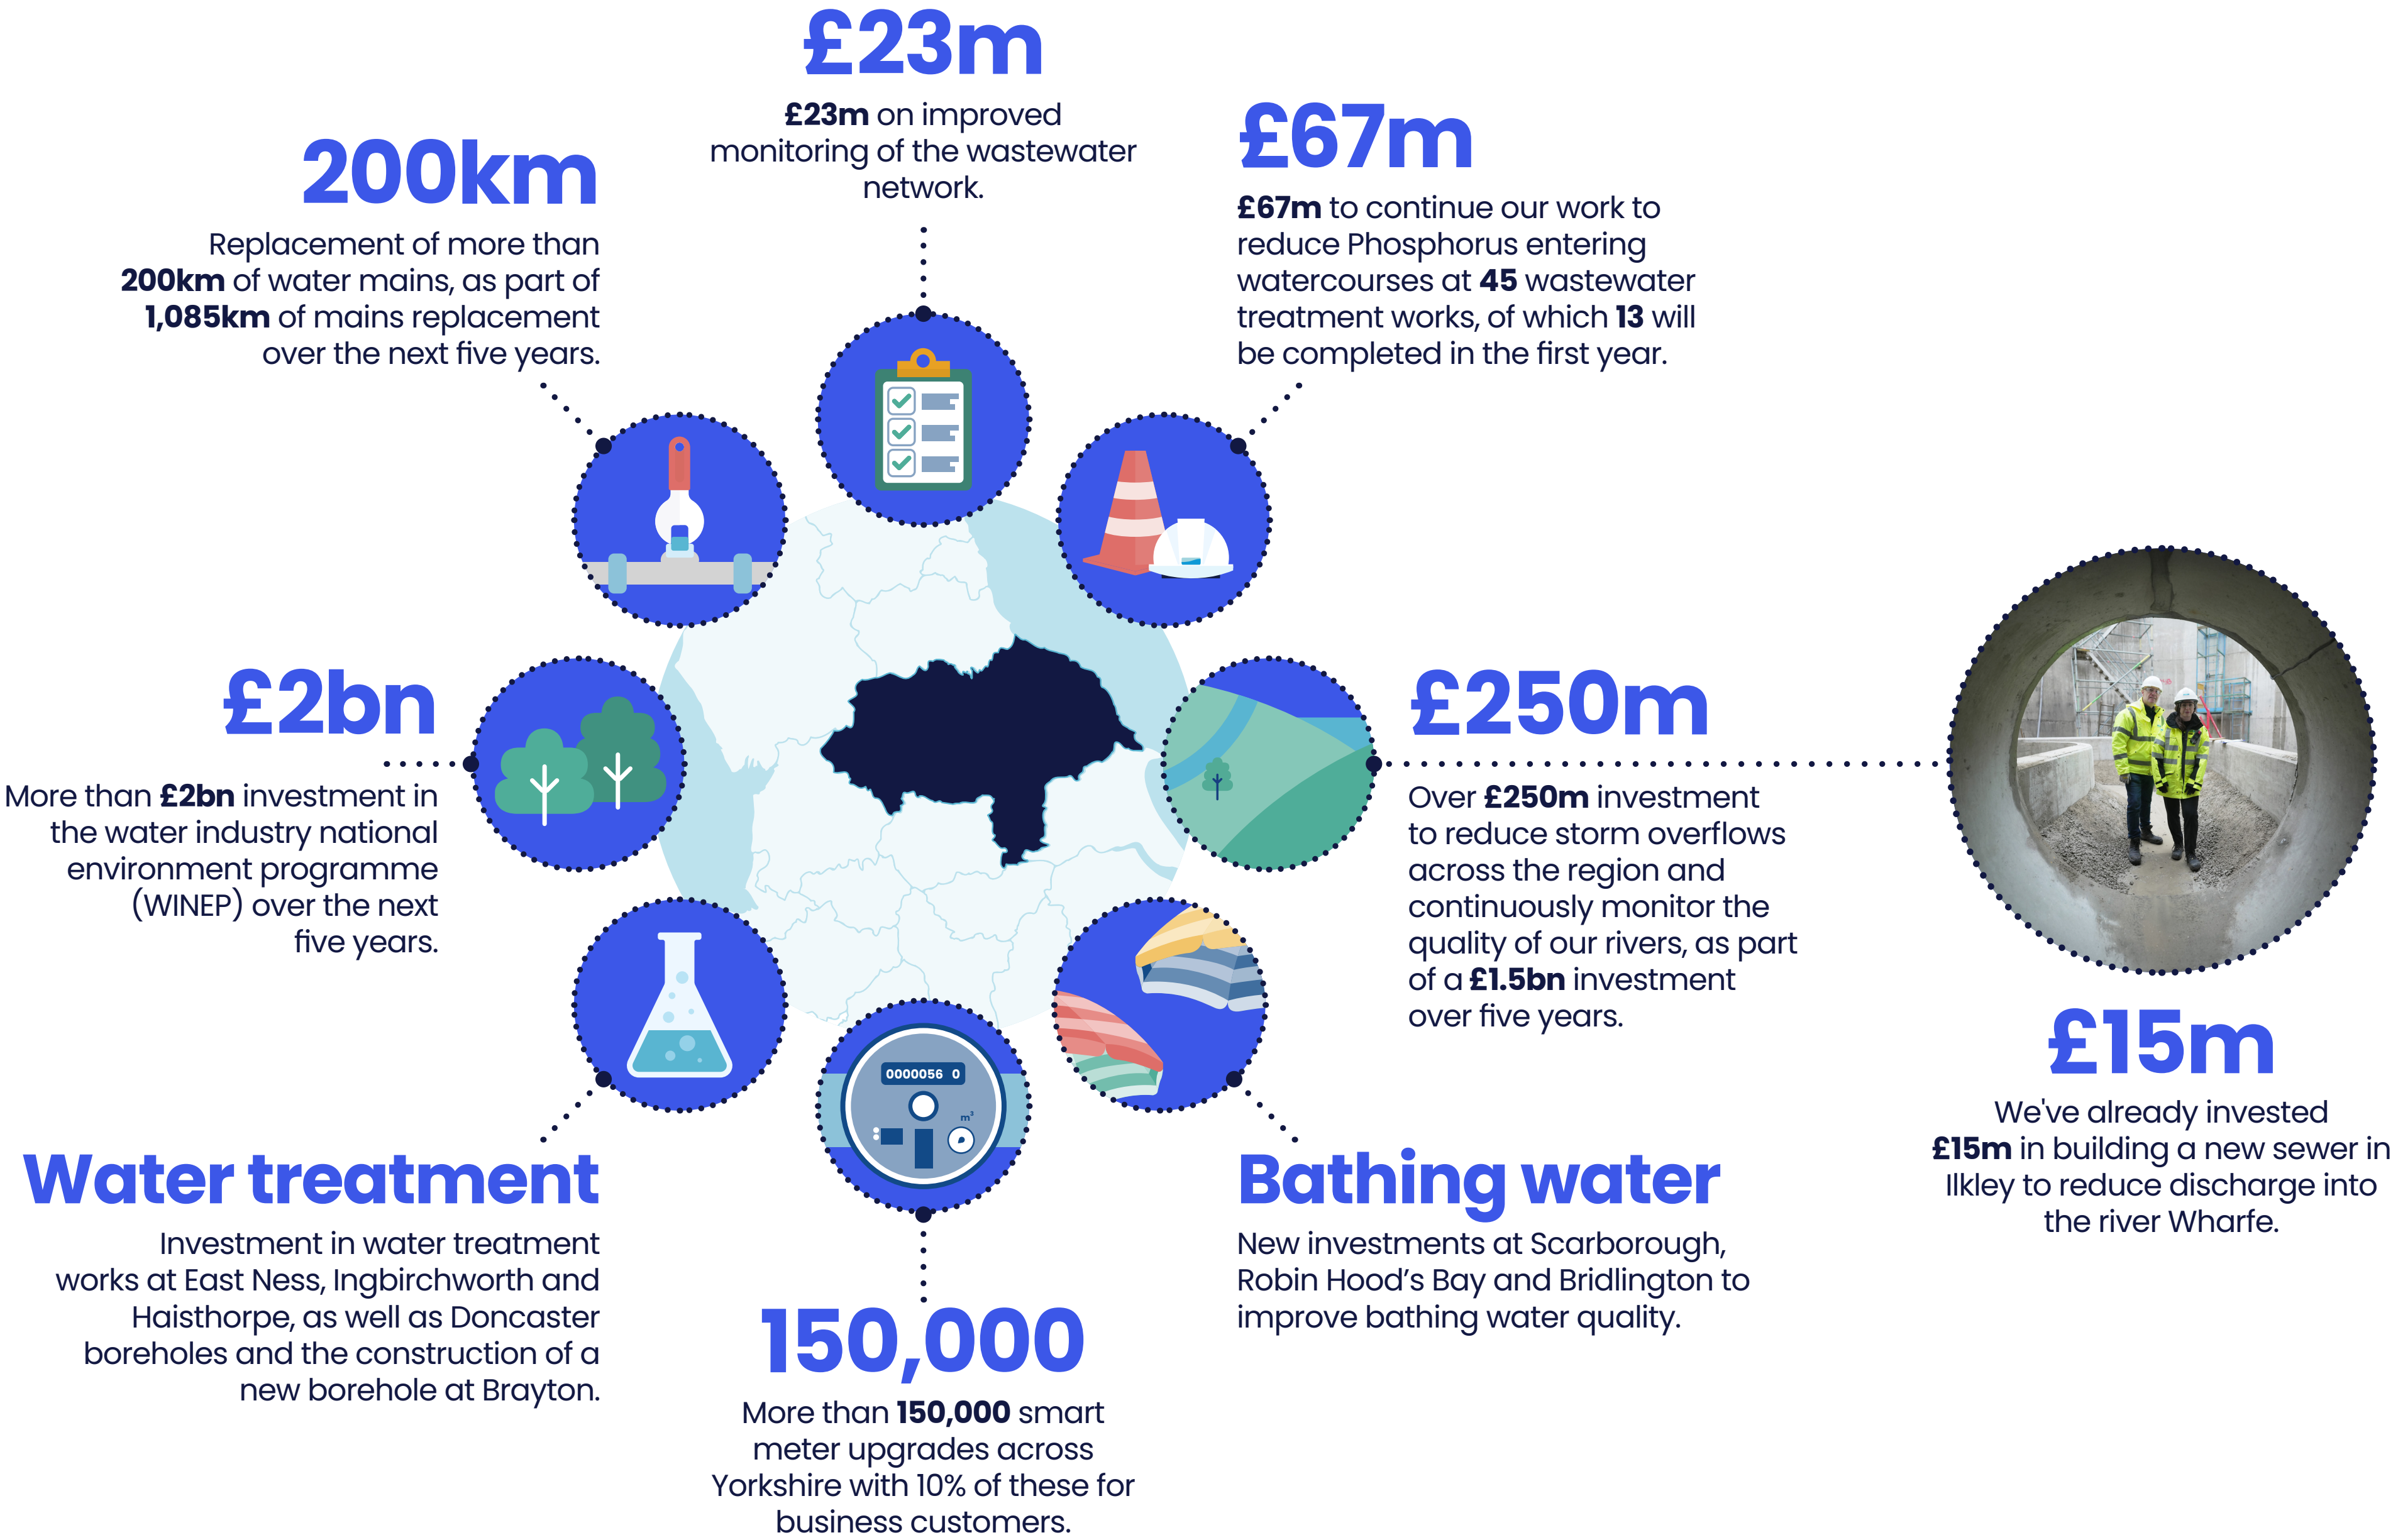 £23m
£23m on improved
monitoring of the wastewater
network.
£67m
£67m to continue our work to
reduce Phosphorus entering
watercourses at 45 wastewater
treatment works, of which 13 will
be completed in the first year.
200km
Replacement of more than
200km of water mains, as part of
1,085km of mains replacement
over the next five years.
£2bn
More than £2bn investment in
the water industry national
environment programme
(WINEP) over the next
five years.
£250m
Over £250m investment
to reduce storm overflows
across the region and
continuously monitor the
quality of our rivers, as part
of a £1.5bn investment
over five years.
£15m
We've already invested
£15m in building a new sewer in
Ilkley to reduce discharge into
the river Wharfe.
Water treatment
Investment in water treatment
works at East Ness, Ingbirchworth and
Haisthorpe, as well as Doncaster
boreholes and the construction of a
new borehole at Brayton.
0000056 0
m³
150,000
More than 150,000 smart
meter upgrades across
Yorkshire with 10% of these for
business customers.
Bathing water
New investments at Scarborough,
Robin Hood’s Bay and Bridlington to
improve bathing water quality.